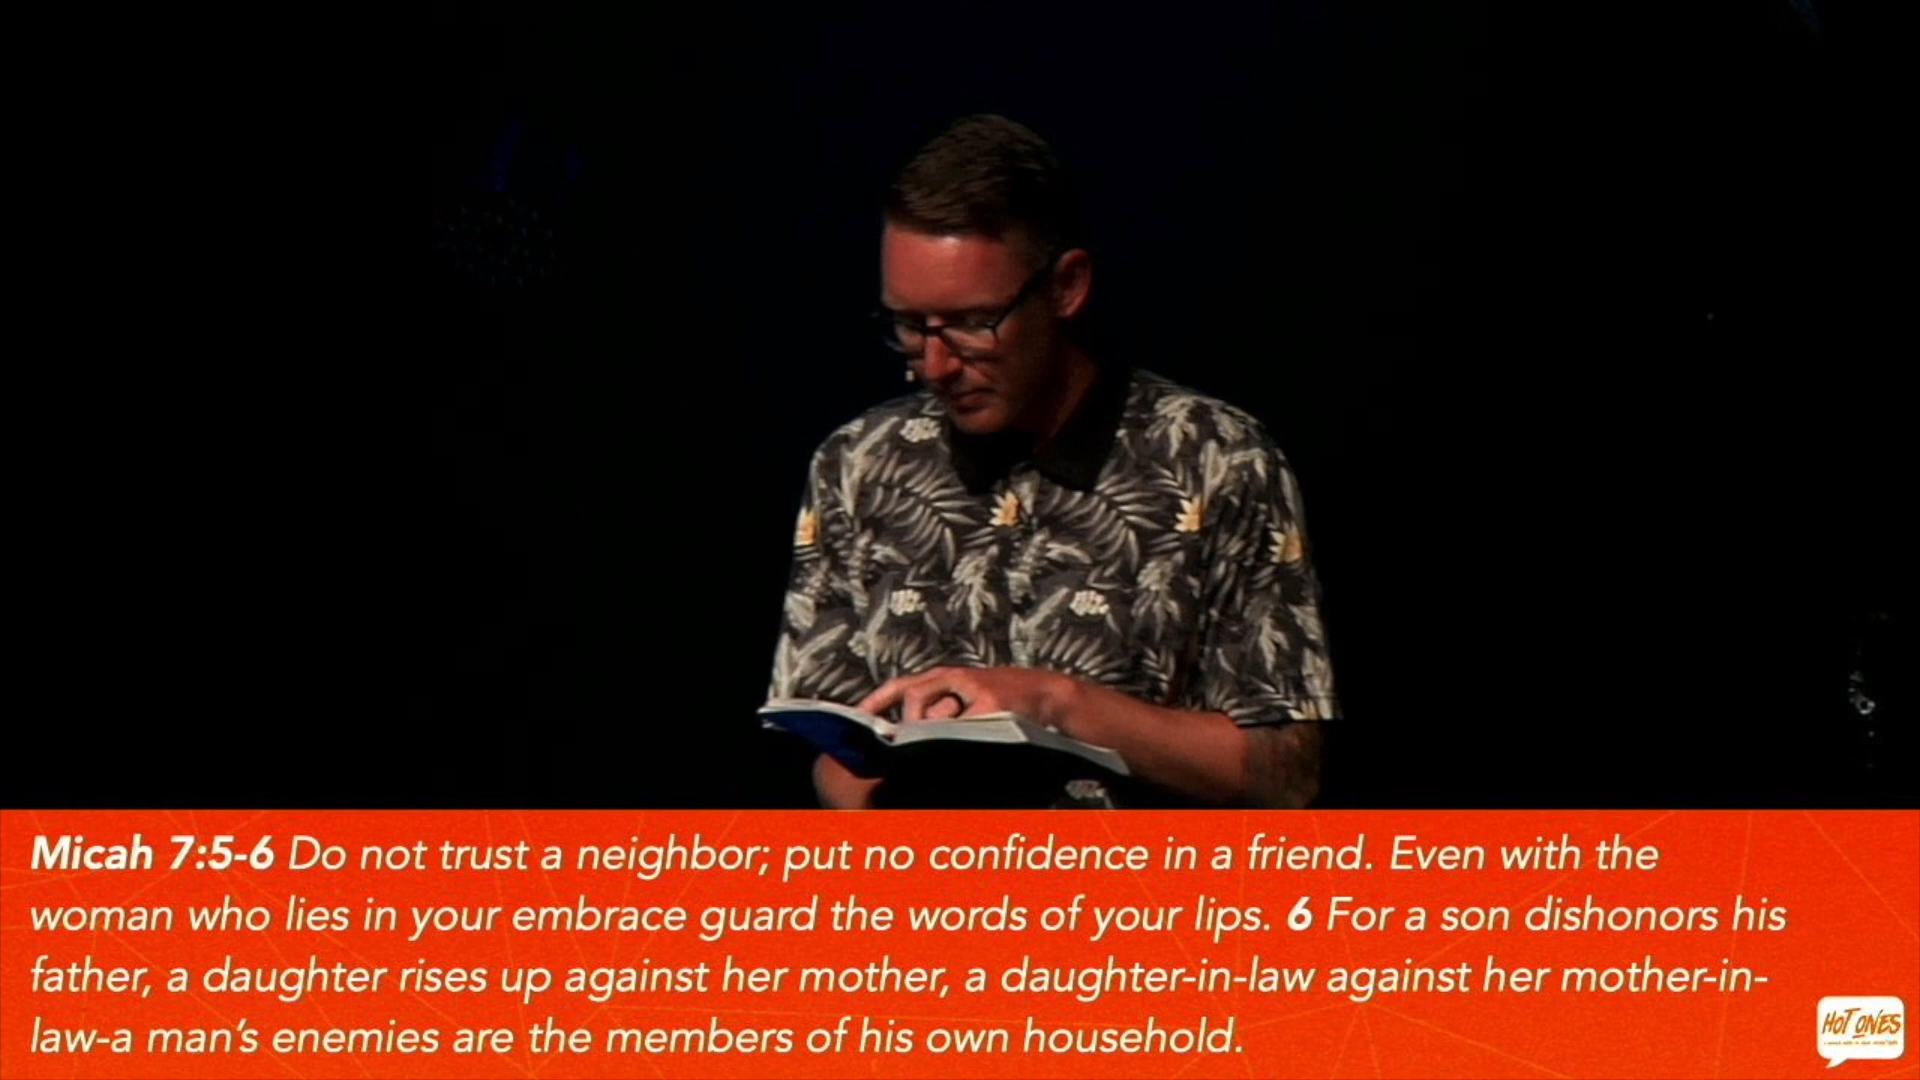 Micah 7:5-6 Do not trust a neighbor; put no confidence in a friend. Even with the
woman who lies in your embrace guard the words of your lips. 6 For a son dishonors his
father, a daughter rises up against her mother, a daughter-in-law against her mother-in-
law-a man's enemies are the members of his own household.
HOT ONES